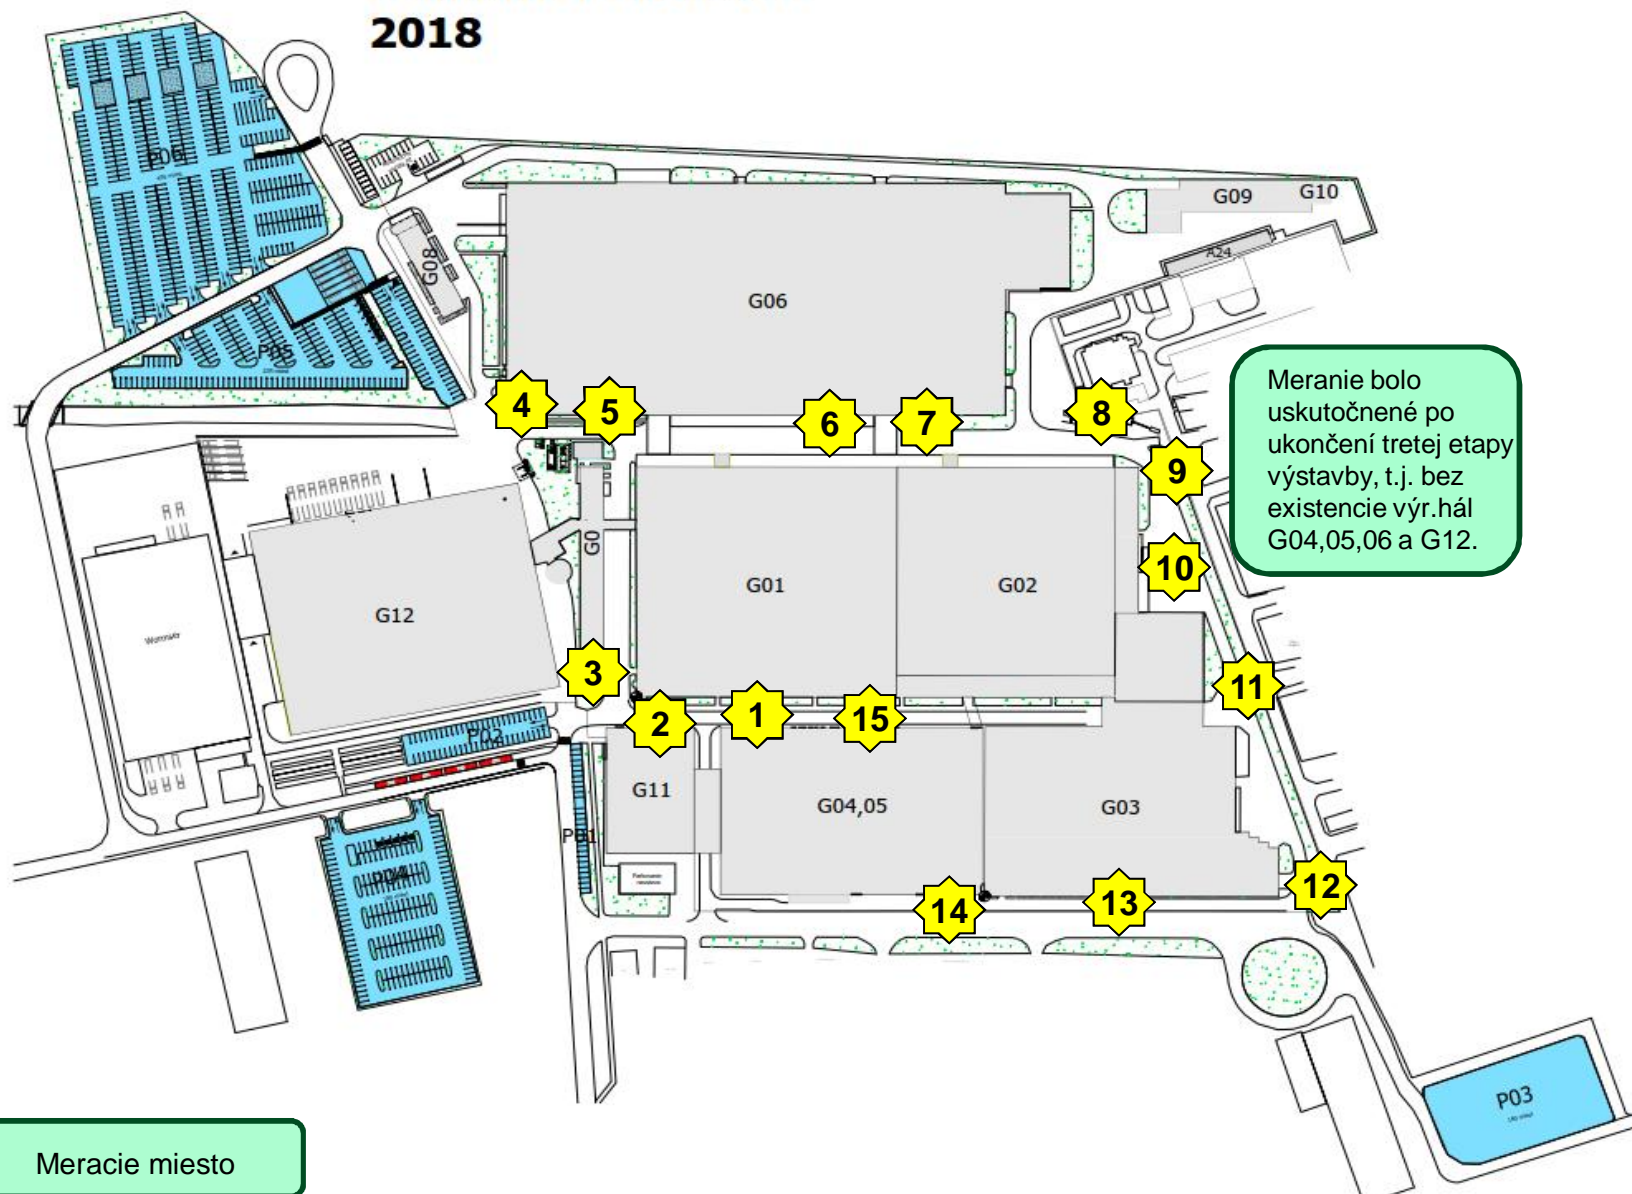 2018
P06
G09
G10
A24
G08
G06
P05
4
5
6
7
8
9
Meranie bolo
uskutočnené po
ukončení tretej etapy
výstavby, t.j. bez
existencie výr.hál
G04,05,06 a G12.
G0
G01
G02
10
G12
3
11
2
1
15
P02
G11
G04,05
G03
P01
P04
12
13
14
P03
Meracie miesto